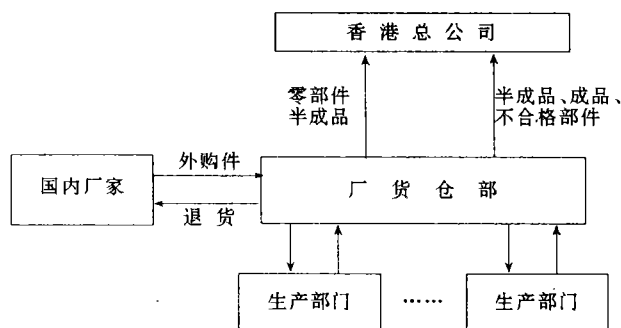 香港总公司
零部件
半成品
半成品、成品、
不合格部件
外购件
国内厂家
厂货仓部
退货
生产部门
……
生产部门